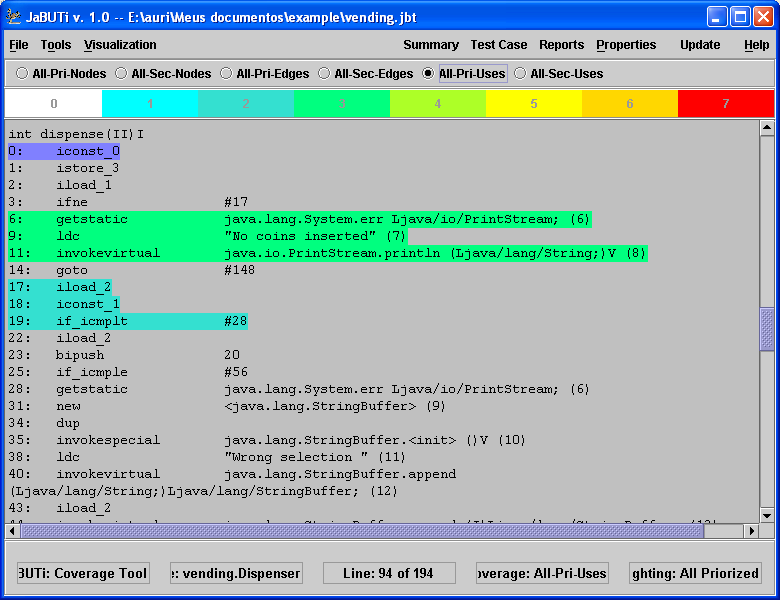 JaBUTi v. 1.0 -- E:\auri\Meus documentos\example\vending.jbt
File Tools Visualization Summary Test Case Reports Properties Update Help
All-Pri-Nodes All-Sec-Nodes All-Pri-Edges All-Sec-Edges All-Pri-Uses All-Sec-Uses
0 1 2 3 4 5 6 7
int dispense(II)I
0: iconst_0
1: istore_3
2: iload_1
3: ifne #17
6: getstatic java.lang.System.err Ljava/io/PrintStream; (6)
9: ldc "No coins inserted" (7)
11: invokevirtual java.io.PrintStream.println (Ljava/lang/String;)V (8)
14: goto #148
17: iload_2
18: iconst_1
19: if_icmplt #28
22: iload_2
23: bipush 20
25: if_icmple #56
28: getstatic java.lang.System.err Ljava/io/PrintStream; (6)
31: new <java.lang.StringBuffer> (9)
34: dup
35: invokespecial java.lang.StringBuffer.<init> ()V (10)
38: ldc "Wrong selection " (11)
40: invokevirtual java.lang.StringBuffer.append
(Ljava/lang/String;)Ljava/lang/StringBuffer; (12)
43: iload_2
BUTi: Coverage Tool e: vending.Dispenser Line: 94 of 194 overage: All-Pri-Uses ghting: All Priorized